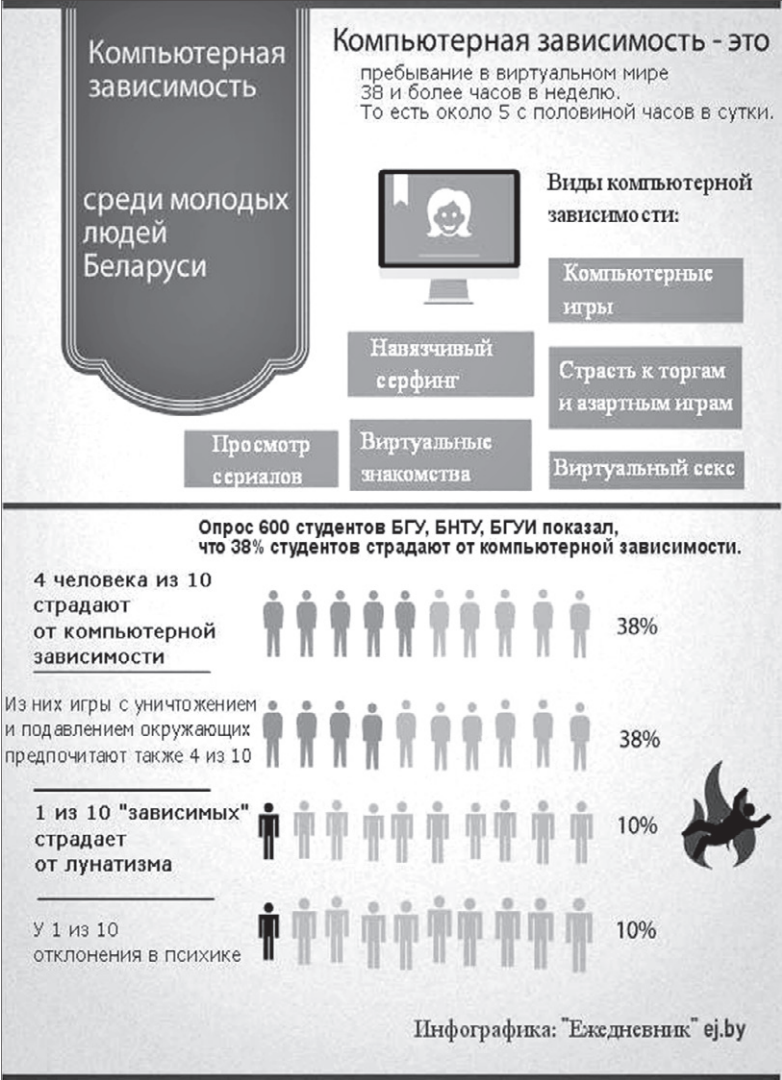 Компьютерная
зависимость
среди молодых
людей
Беларуси
Компьютерная зависимость - это
пребывание в виртуальном мире
38 и более часов в неделю.
То есть около 5 с половиной часов в сутки.
Виды компьютерной
зависимости:
Компьютерные
игры
Навязчивый
серфинг
Страсть к торгам
и азартным играм
Просмотр
сериалов
Виртуальные
знакомства
Виртуальный секс
Опрос 600 студентов БГУ, БНТУ, БГУИ показал,
что 38% студентов страдают от компьютерной зависимости.
4 человека из 10
страдают
от компьютерной
зависимости
38%
Из них игры с уничтожением
и подавлением окружающих
предпочитают также 4 из 10
38%
1 из 10 "зависимых"
страдает
от лунатизма
10%
У 1 из 10
отклонения в психике
10%
Инфографика: "Ежедневник" ej.by